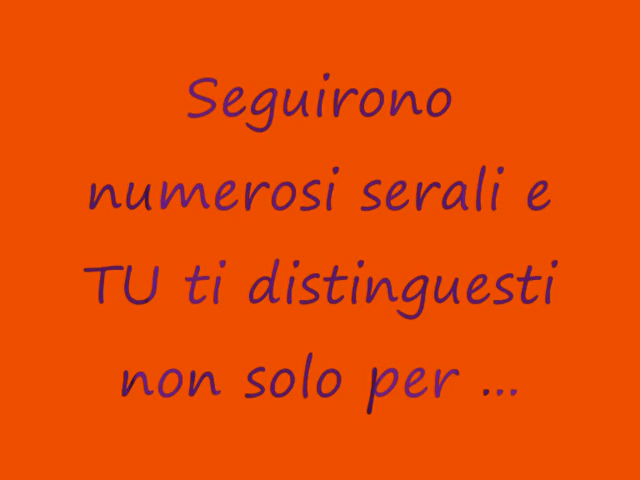 Seguirono
numerosi serali e
TU ti distinguesti
non solo per ...